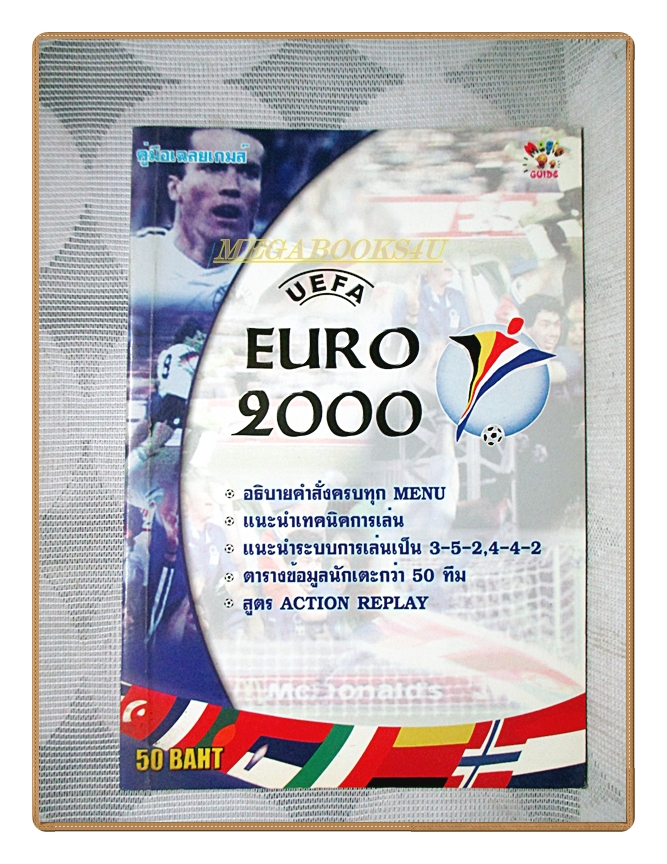 คู่มือเฉลยเกมส์
GUIDE
MEGABOOKS4U
UEFA
EURO
2000
อธิบายคำสั่งครบทุก MENU
แนะนำเทคนิคการเล่น
แนะนำระบบการเล่นเป็น 3-5-2,4-4-2
ตารางข้อมูลนักเตะกว่า 50 ทีม
สูตร ACTION REPLAY
McDonald's
50 BAHT